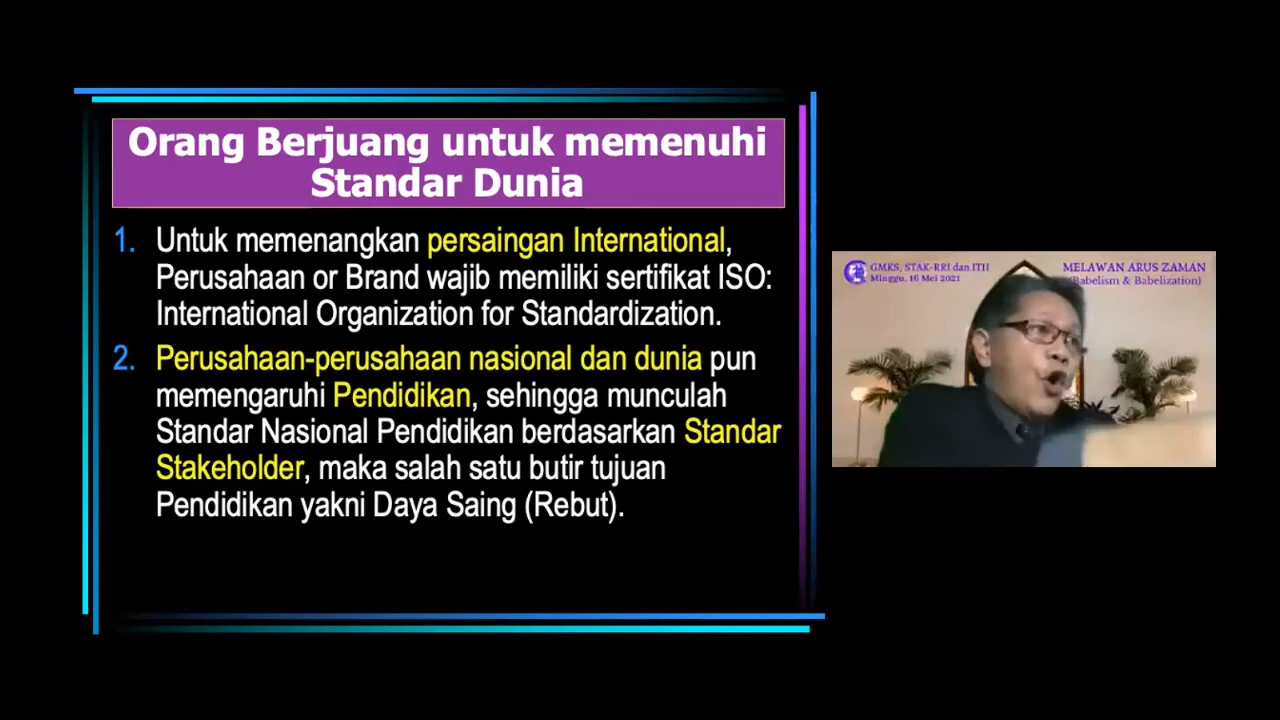 Orang Berjuang untuk memenuhi
Standar Dunia
1. Untuk memenangkan persaingan International,
Perusahaan or Brand wajib memiliki sertifikat ISO:
International Organization for Standardization.
2. Perusahaan-perusahaan nasional dan dunia pun
memengaruhi Pendidikan, sehingga munculah
Standar Nasional Pendidikan berdasarkan Standar
Stakeholder, maka salah satu butir tujuan
Pendidikan yakni Daya Saing (Rebut).
GMKS, STAK-RRI dan ITH
Minggu, 16 Mei 2021
MELAWAN ARUS ZAMAN
(Babelism & Babelization)